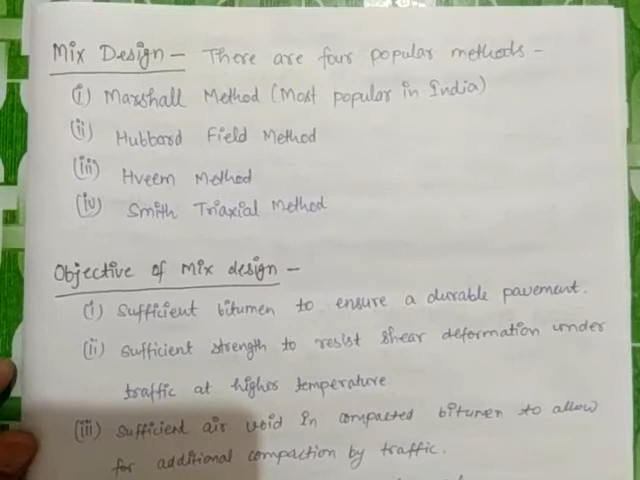 Mix Design - There are four popular methods -
(i) Marshall Method (Most popular in India)
(ii) Hubbard Field Method
(iii) Hveem Method
(iv) Smith Triaxial Method
Objective of mix design -
(i) Sufficient bitumen to ensure a durable pavement.
(ii) Sufficient strength to resist shear deformation under
traffic at higher temperature
(iii) Sufficient air void in compacted bitumen to allow
for additional compaction by traffic.